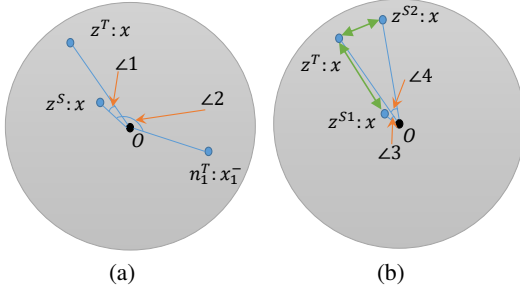 z^T: x
∠1
z^S: x
∠2
O
n_1^T: x_1^-
(a)
z^{S2}: x
z^T: x
∠4
z^{S1}: x
O
∠3
(b)